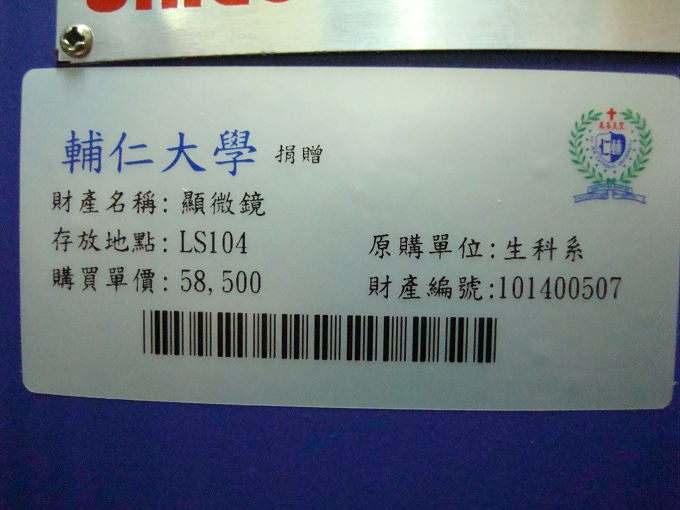 輔仁大學 捐贈
財產名稱: 顯微鏡
存放地點: LS104
原購單位: 生科系
購買單價: 58,500
財產編號:101400507